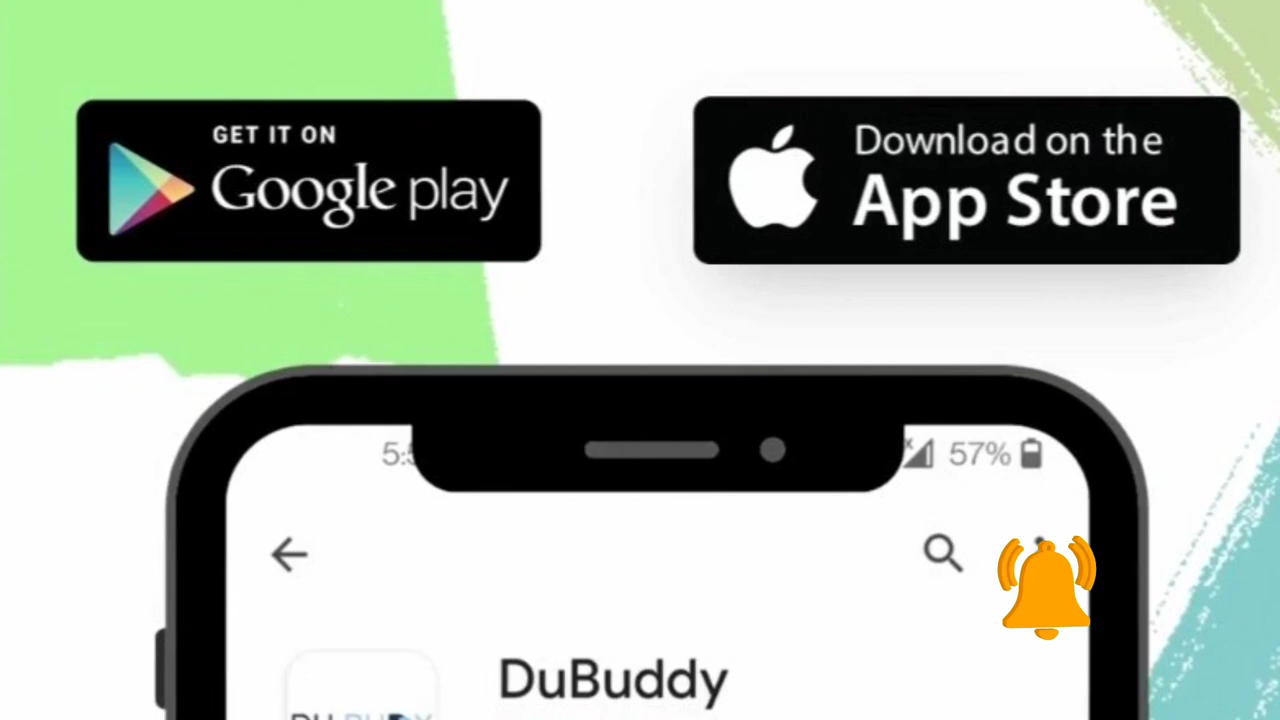 GET IT ON
Google play
Download on the
App Store
57%
DuBuddy